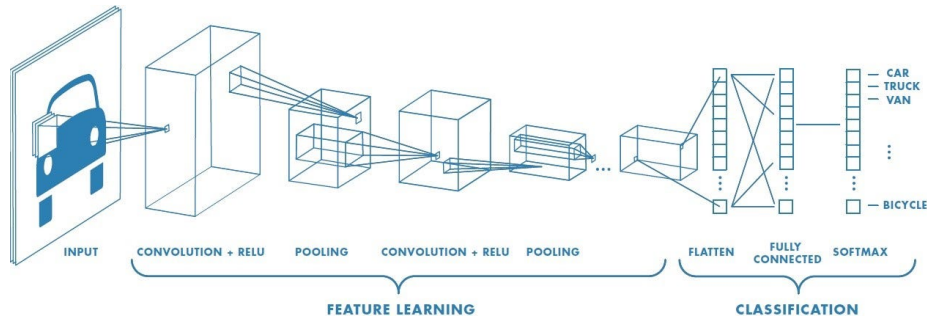 CAR
TRUCK
VAN
BICYCLE
INPUT
CONVOLUTION + RELU
POOLING
CONVOLUTION + RELU
POOLING
FLATTEN
FULLY
CONNECTED
SOFTMAX
FEATURE LEARNING
CLASSIFICATION